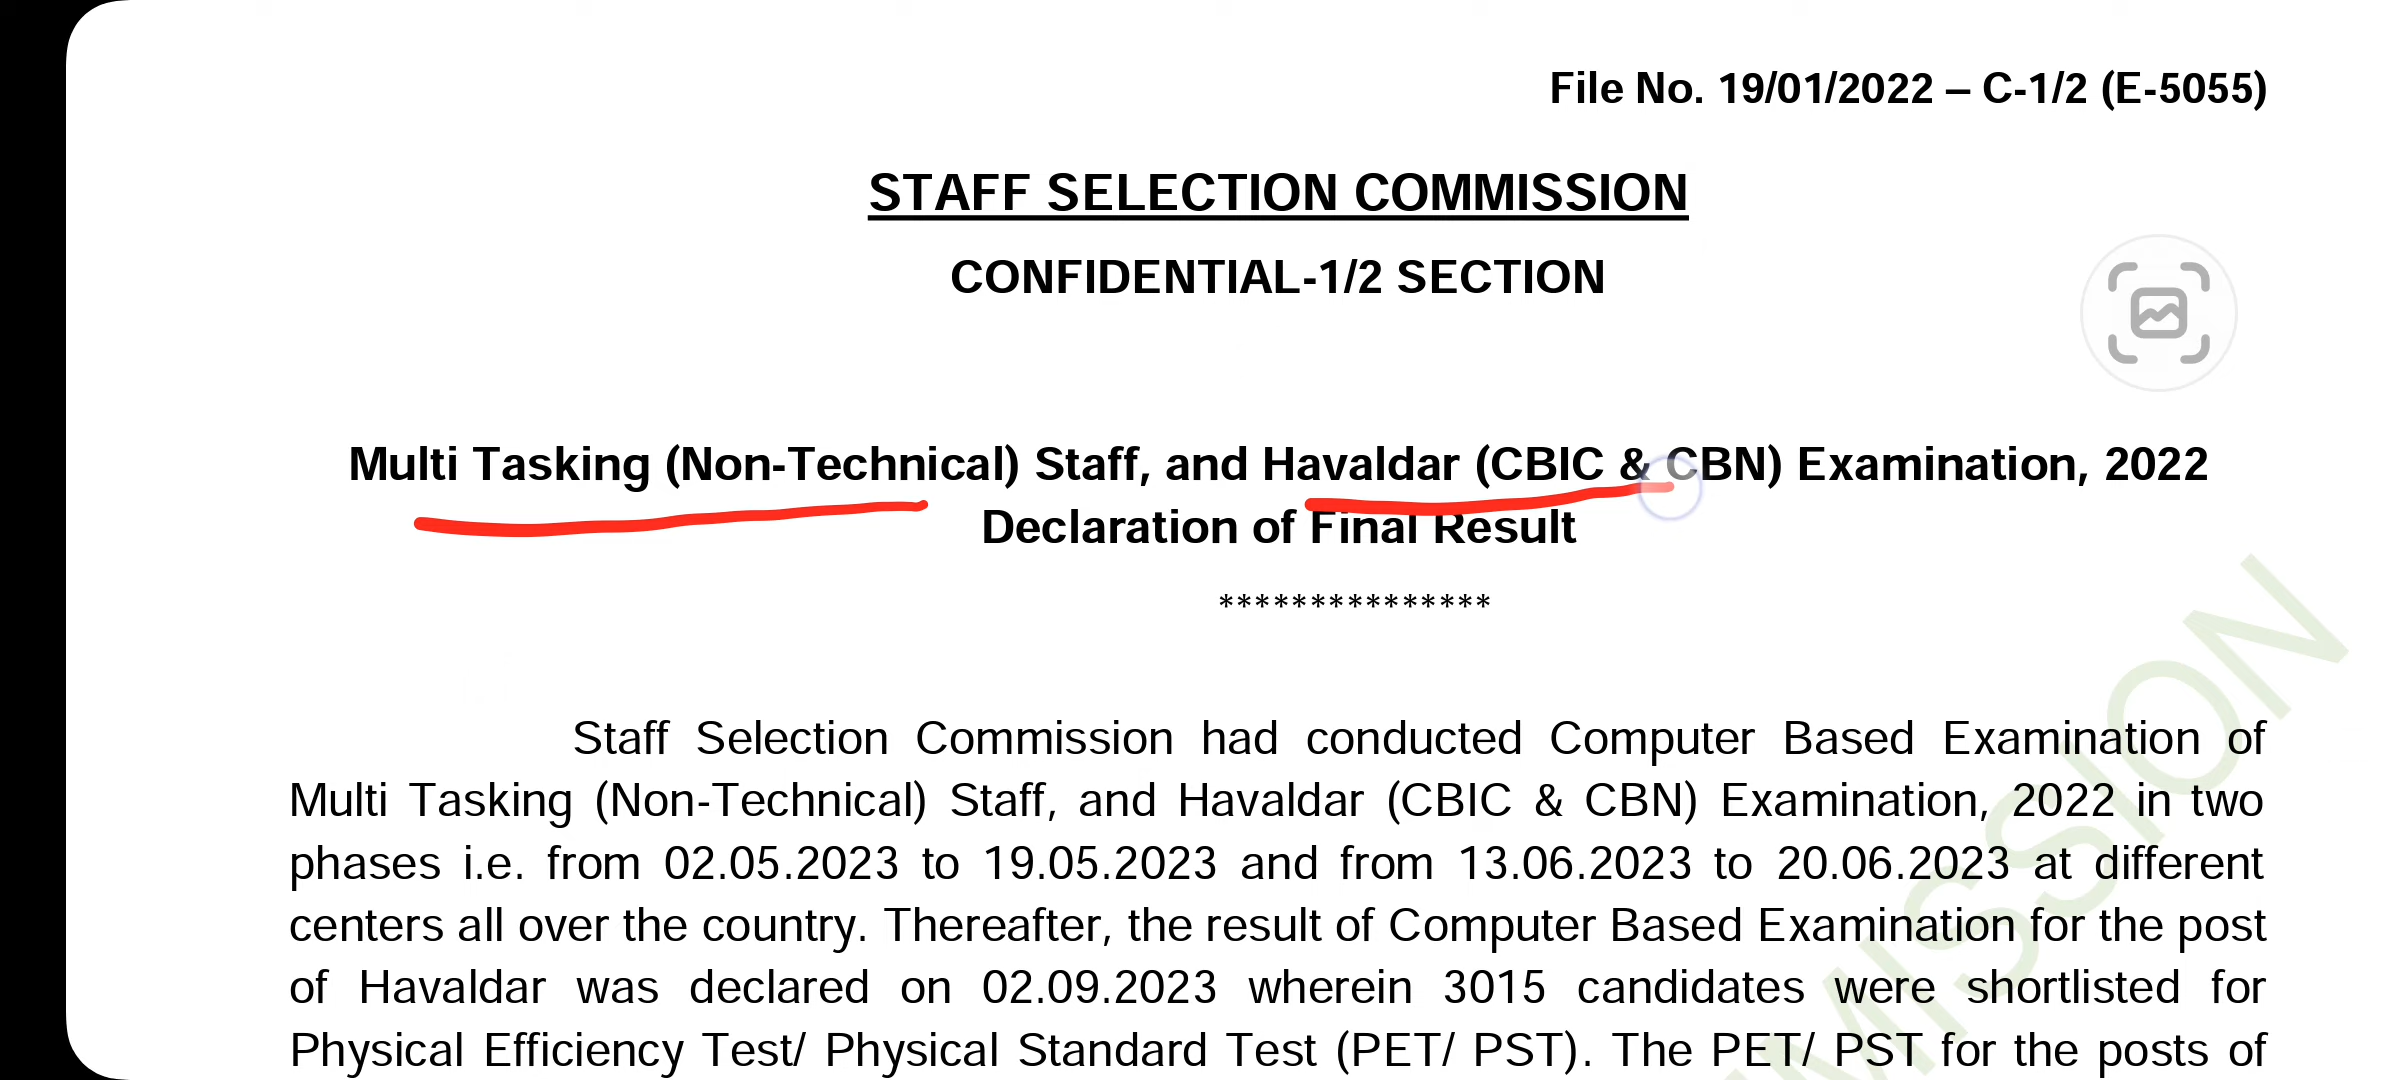 File No. 19/01/2022 – C-1/2 (E-5055)
STAFF SELECTION COMMISSION
CONFIDENTIAL-1/2 SECTION
Multi Tasking (Non-Technical) Staff, and Havaldar (CBIC & CBN) Examination, 2022
Declaration of Final Result
***************
Staff Selection Commission had conducted Computer Based Examination of
Multi Tasking (Non-Technical) Staff, and Havaldar (CBIC & CBN) Examination, 2022 in two
phases i.e. from 02.05.2023 to 19.05.2023 and from 13.06.2023 to 20.06.2023 at different
centers all over the country. Thereafter, the result of Computer Based Examination for the post
of Havaldar was declared on 02.09.2023 wherein 3015 candidates were shortlisted for
Physical Efficiency Test/ Physical Standard Test (PET/ PST). The PET/ PST for the posts of
MISSION